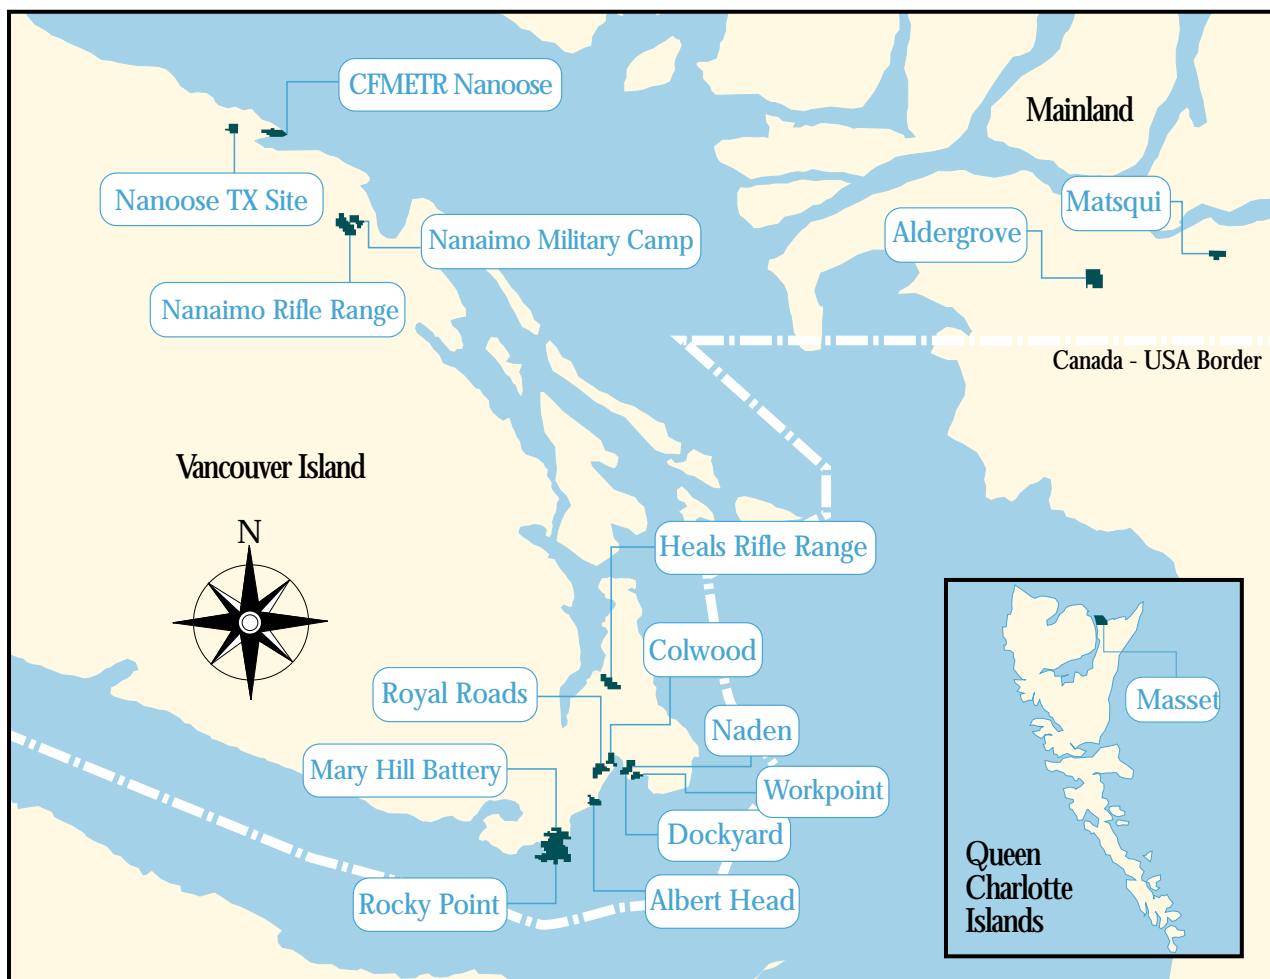 CFMETR Nanoose
Mainland
Nanoose TX Site
Matsqui
Aldergrove
Nanaimo Military Camp
Nanaimo Rifle Range
Canada - USA Border
Vancouver Island
N
Heals Rifle Range
Colwood
Royal Roads
Masset
Naden
Mary Hill Battery
Workpoint
Dockyard
Queen
Charlotte
Islands
Rocky Point
Albert Head